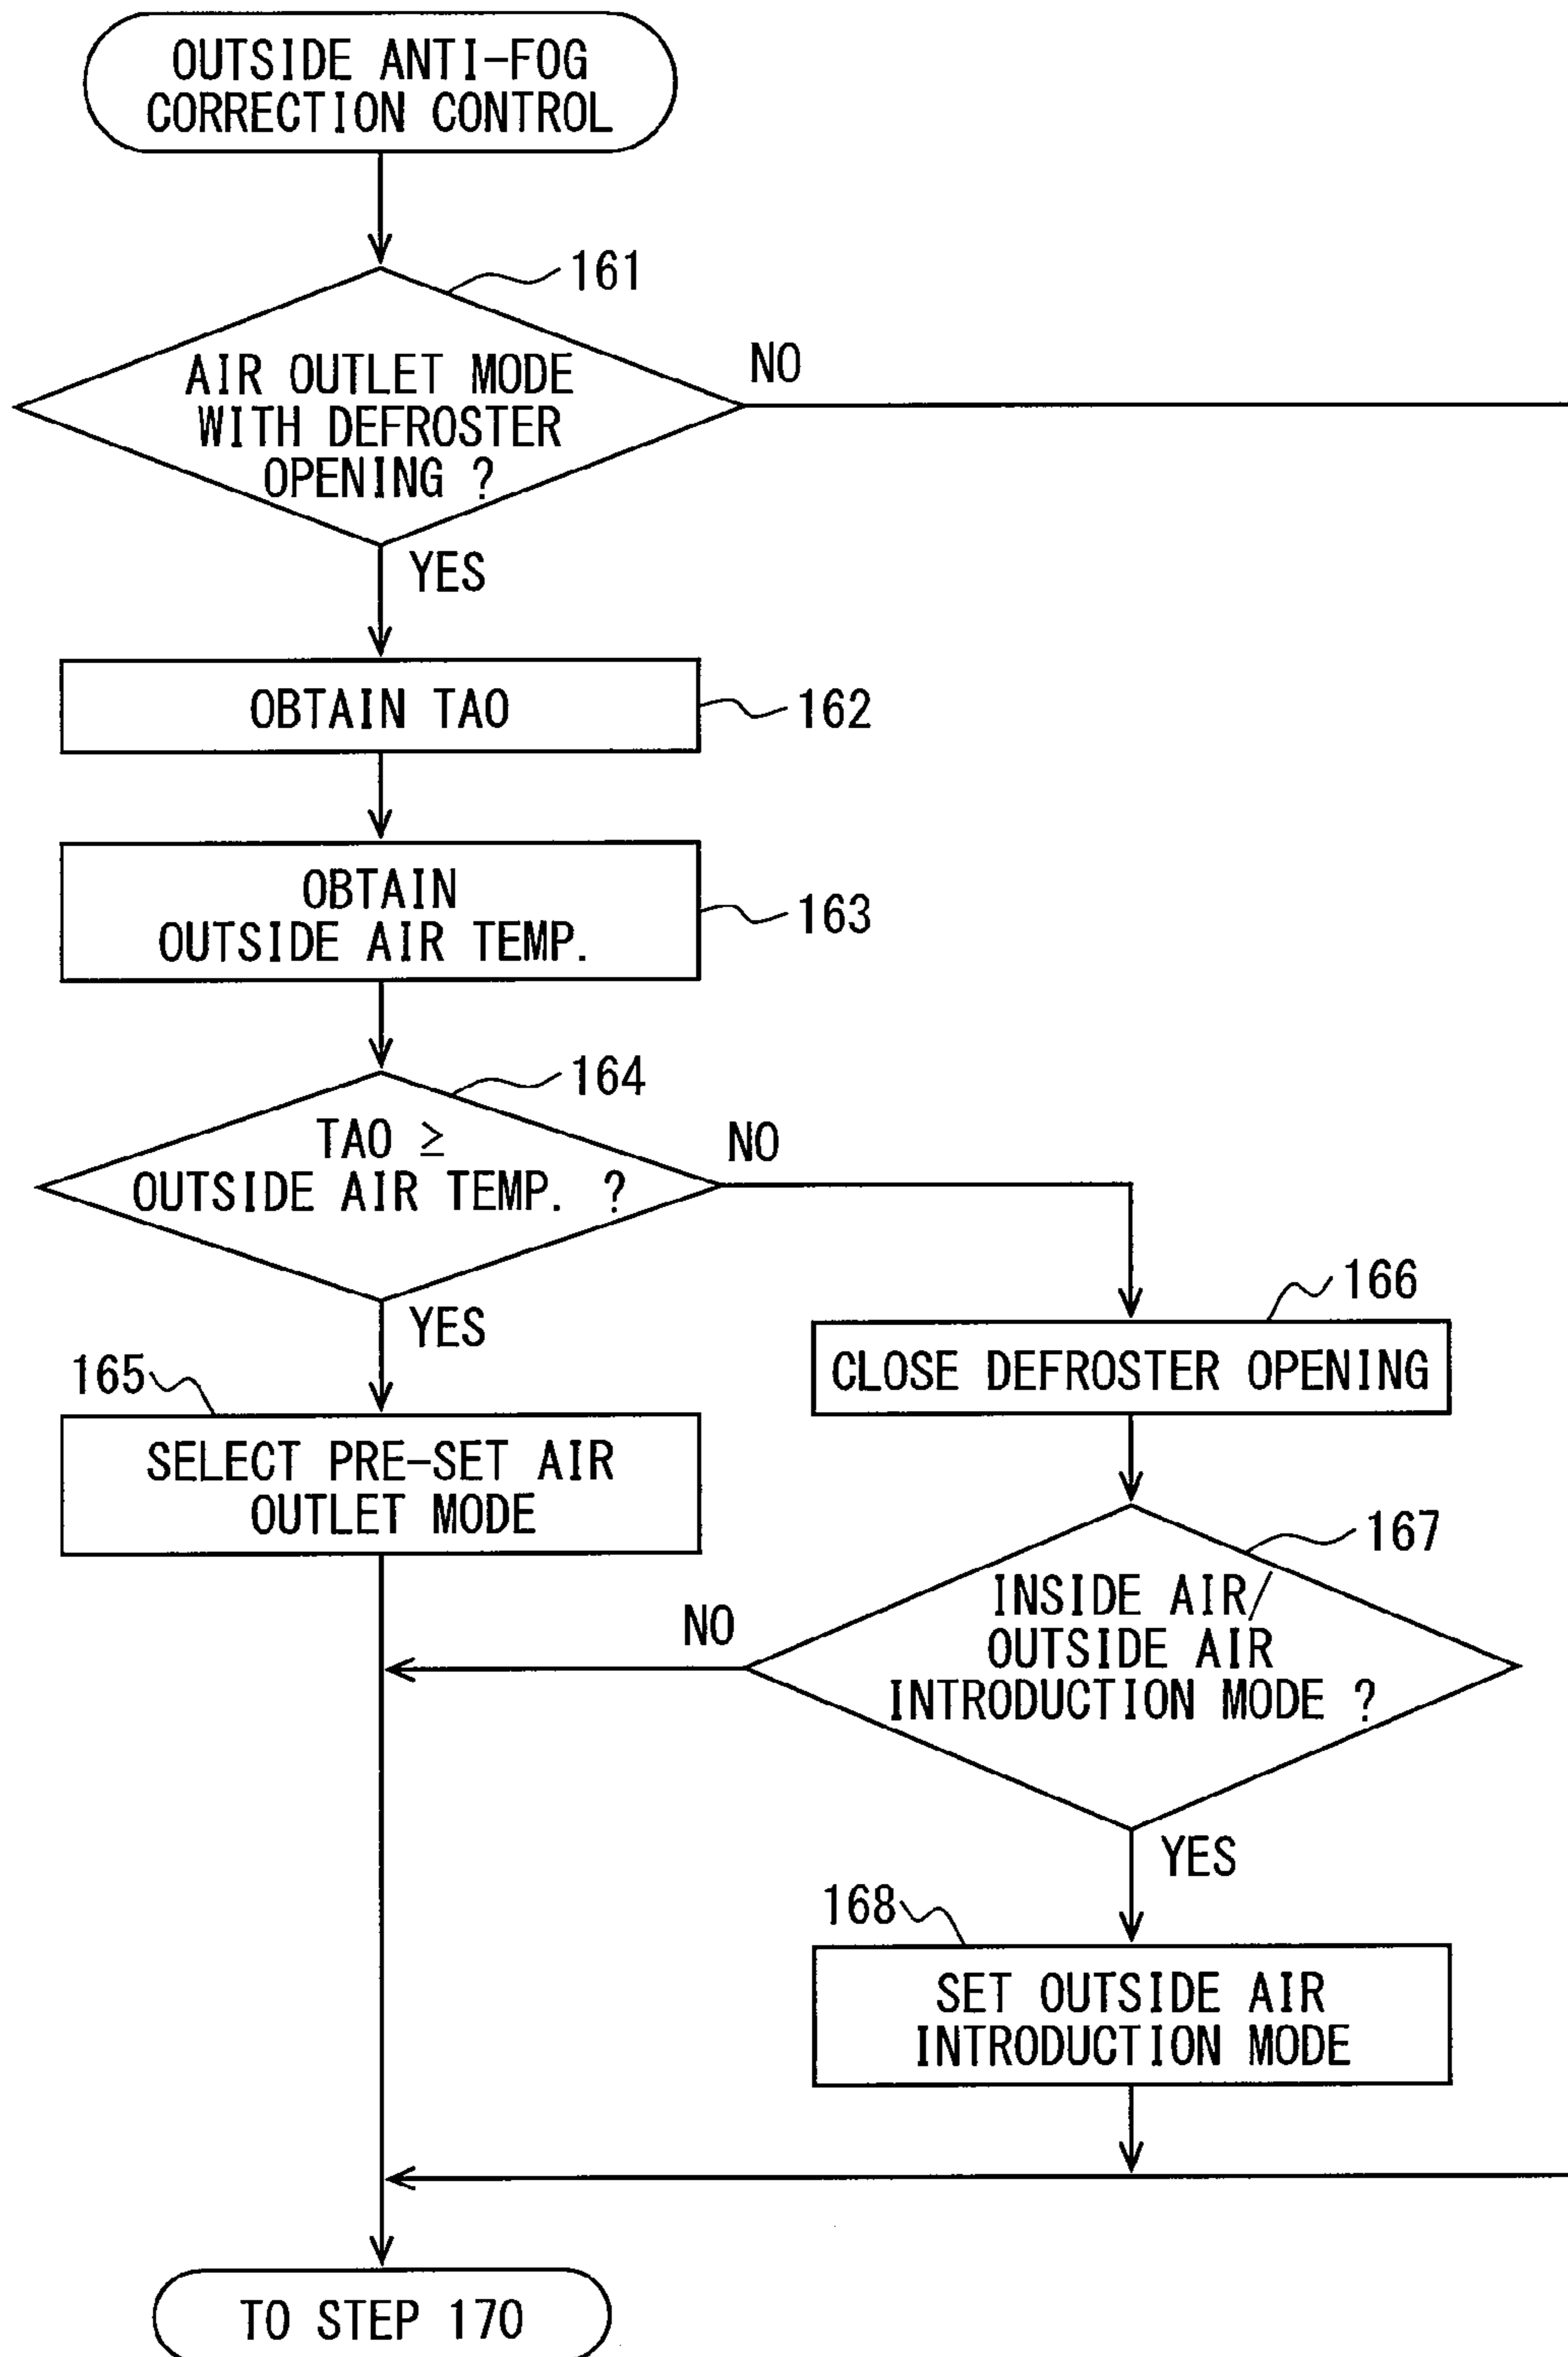 OUTSIDE ANTI-FOG
CORRECTION CONTROL
161
AIR OUTLET MODE
WITH DEFROSTER
OPENING ?
NO
YES
OBTAIN TAO
162
OBTAIN
OUTSIDE AIR TEMP.
163
164
TAO ≥
OUTSIDE AIR TEMP. ?
NO
YES
166
CLOSE DEFROSTER OPENING
165
SELECT PRE-SET AIR
OUTLET MODE
167
INSIDE AIR/
OUTSIDE AIR
INTRODUCTION MODE ?
NO
YES
168
SET OUTSIDE AIR
INTRODUCTION MODE
TO STEP 170